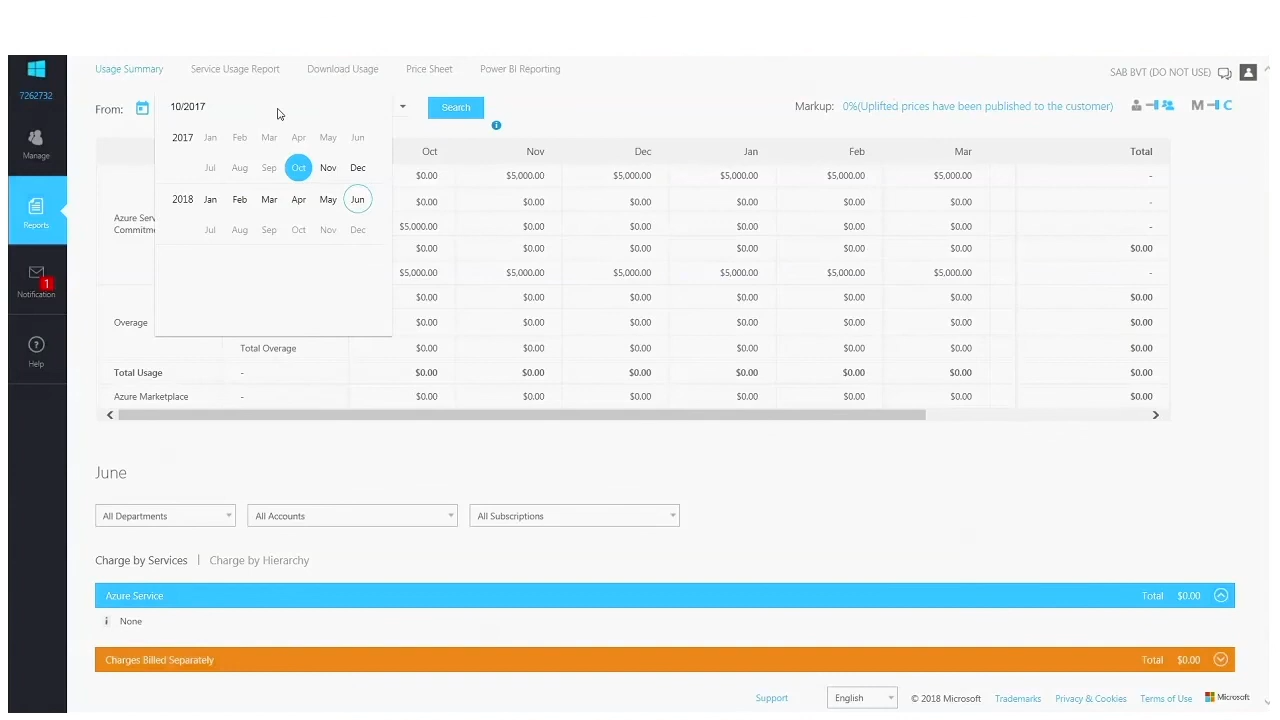 Usage Summary Service Usage Report Download Usage Price Sheet Power BI Reporting
SAB BVT (DO NOT USE)
7262732
Manage
Reports
1
Notification
?
Help
From: 10/2017 Search
i
Markup: 0%(Uplifted prices have been published to the customer)
M C
2017 Jan Feb Mar Apr May Jun
Jul Aug Sep Oct Nov Dec
2018 Jan Feb Mar Apr May Jun
Jul Aug Sep Oct Nov Dec
Oct Nov Dec Jan Feb Mar Total
$0.00 $5,000.00 $5,000.00 $5,000.00 $5,000.00 $5,000.00 -
$0.00 $0.00 $0.00 $0.00 $0.00 $0.00 -
Azure Serv
Commitme
$5,000.00 $0.00 $0.00 $0.00 $0.00 $0.00 -
$0.00 $0.00 $0.00 $0.00 $0.00 $0.00 $0.00
$5,000.00 $5,000.00 $5,000.00 $5,000.00 $5,000.00 $5,000.00 -
$0.00 $0.00 $0.00 $0.00 $0.00 $0.00 $0.00
Overage $0.00 $0.00 $0.00 $0.00 $0.00 $0.00 $0.00
Total Overage $0.00 $0.00 $0.00 $0.00 $0.00 $0.00 $0.00
Total Usage - $0.00 $0.00 $0.00 $0.00 $0.00 $0.00 $0.00
Azure Marketplace - $0.00 $0.00 $0.00 $0.00 $0.00 $0.00 $0.00
June
All Departments All Accounts All Subscriptions
Charge by Services | Charge by Hierarchy
Azure Service Total $0.00
i None
Charges Billed Separately Total $0.00
Support English © 2018 Microsoft Trademarks Privacy & Cookies Terms of Use Microsoft